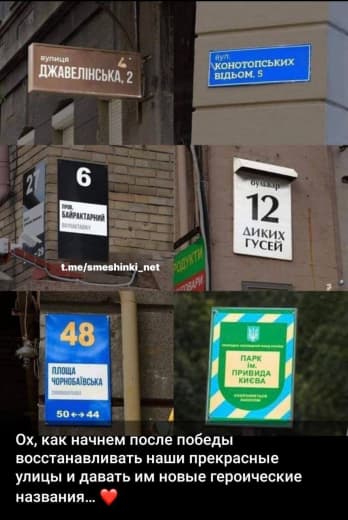 вулиця
ДЖАВЕЛІНСЬКА, 2
вул.
КОНОТОПСЬКИХ
ВІДЬОМ, 5
27
6
ПРОВ.
БАЙРАКТАРНИЙ
t.me/smeshinki_net
бульвар
12
ДИКИХ
ГУСЕЙ
ПРОДУКТИ
ТОВАРИ
48
ПЛОЩА
ЧОРНОБАЇВСЬКА
50 ↔ 44
ПАРК
ім.
ПРИВИДА
КИЄВА
Ох, как начнем после победы
восстанавливать наши прекрасные
улицы и давать им новые героические
названия... ❤️